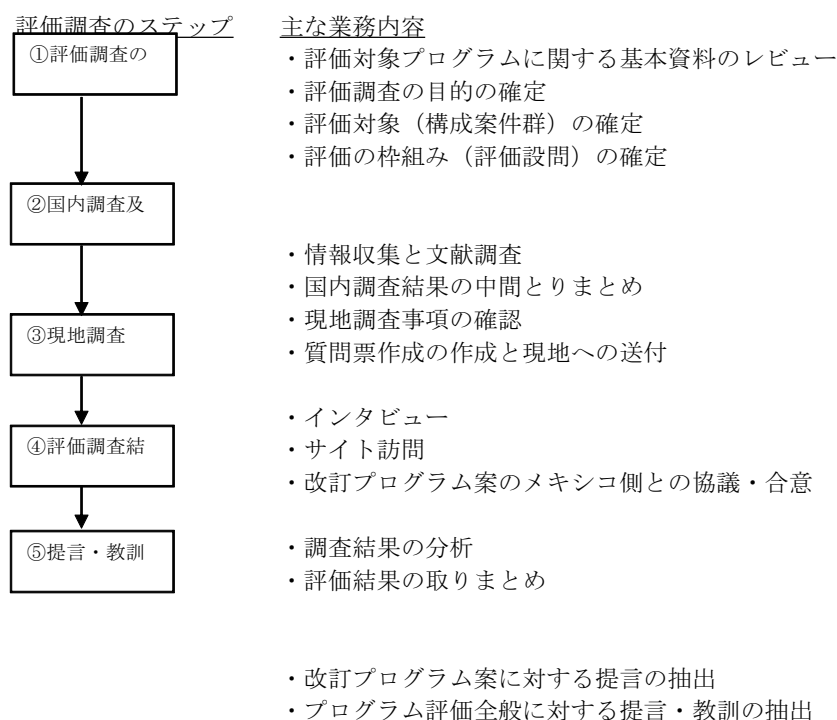 評価調査のステップ 主な業務内容
①評価調査の
・評価対象プログラムに関する基本資料のレビュー
・評価調査の目的の確定
・評価対象（構成案件群）の確定
・評価の枠組み（評価設問）の確定
②国内調査及
・情報収集と文献調査
・国内調査結果の中間とりまとめ
・現地調査事項の確認
・質問票作成の作成と現地への送付
③現地調査
・インタビュー
・サイト訪問
・改訂プログラム案のメキシコ側との協議・合意
④評価調査結
・調査結果の分析
・評価結果の取りまとめ
⑤提言・教訓
・改訂プログラム案に対する提言の抽出
・プログラム評価全般に対する提言・教訓の抽出